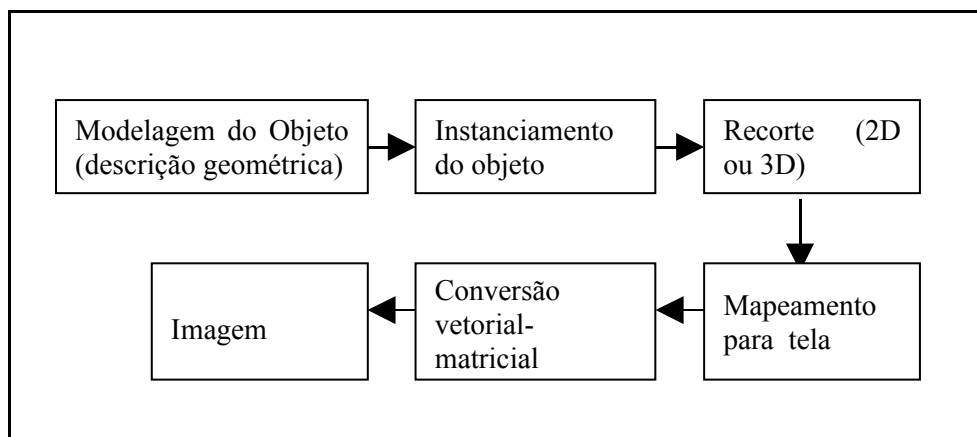 Modelagem do Objeto
(descrição geométrica)
Instanciamento
do objeto
Recorte (2D
ou 3D)
Mapeamento
para tela
Conversão
vetorial-
matricial
Imagem